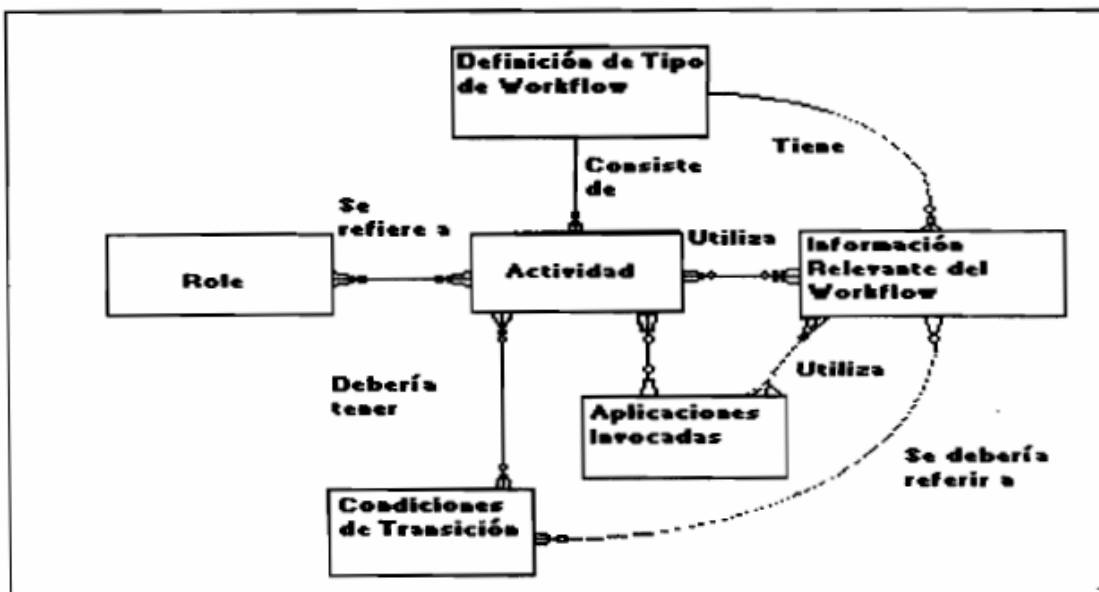 Definición de Tipo
de Workflow
Tiene
Consiste
de
Se
refiere a
Utiliza
Role
Actividad
Información
Relevante del
Workflow
Debería
tener
Utiliza
Aplicaciones
Invocadas
Se debería
referir a
Condiciones
de Transición